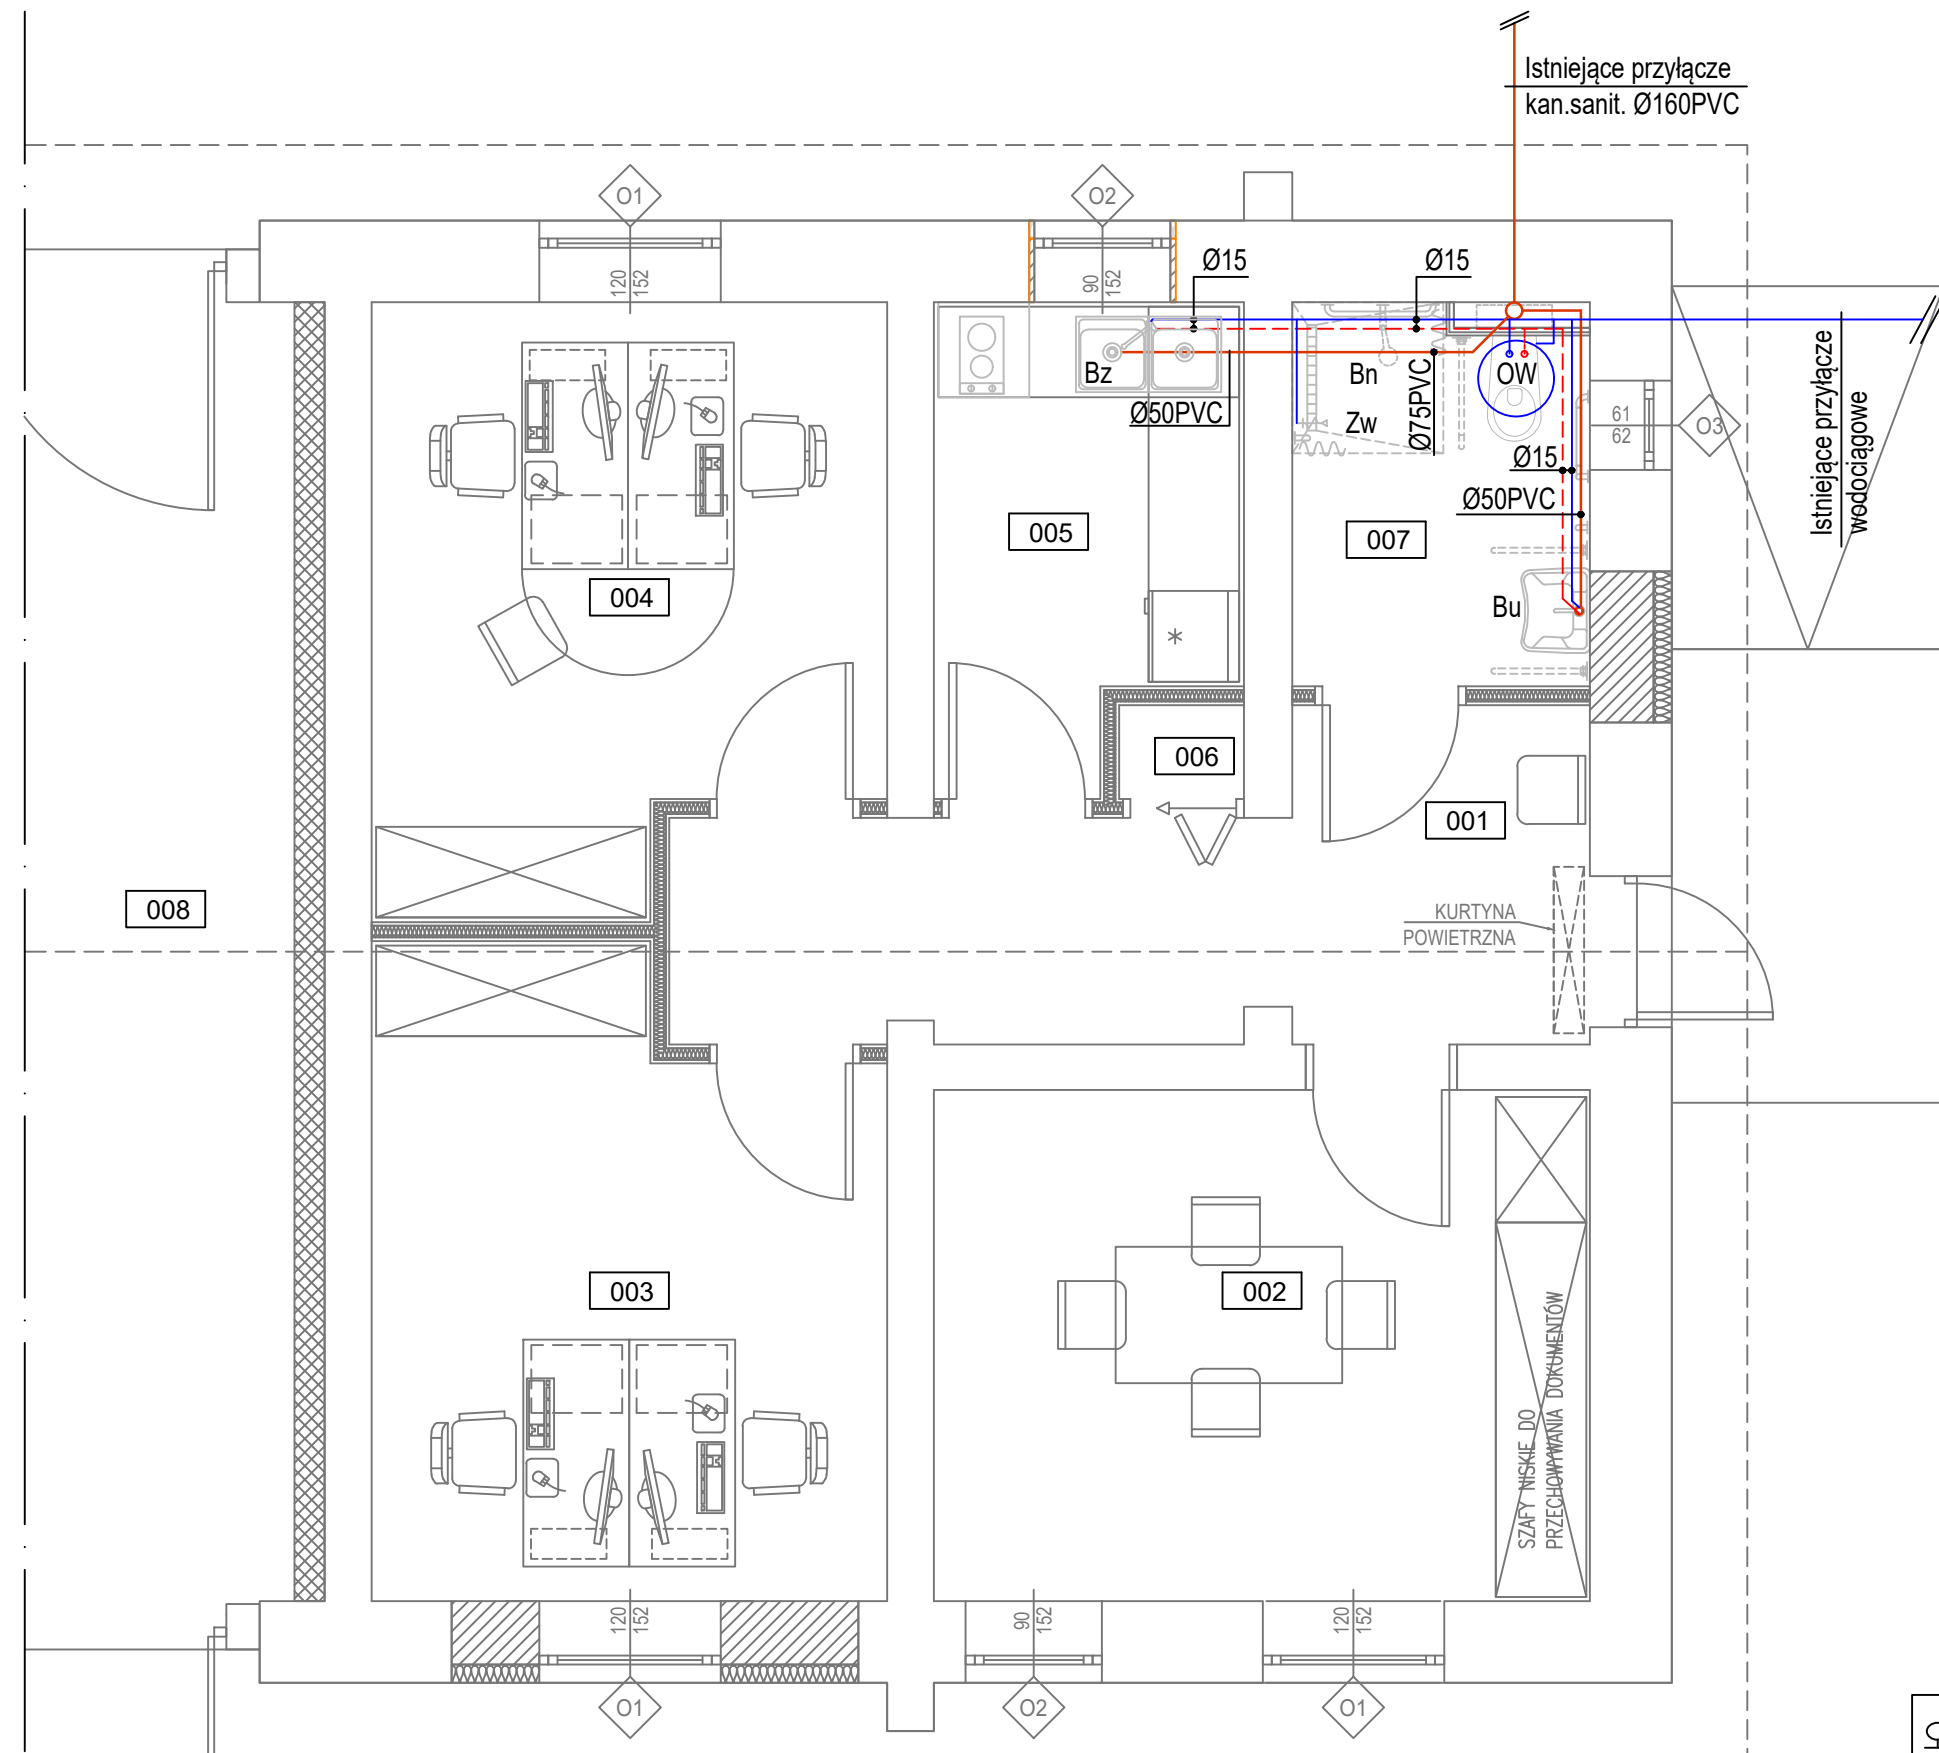 Istniejące przyłącze
kan.sanit. Ø160PVC
O1
O2
120
152
90
152
Ø15
Ø15
Istniejące przyłącze
wodociągowe
Bz
Ø50PVC
Bn
Zw
Ø75PVC
OW
61
62
O3
Ø15
Ø50PVC
005
007
004
Bu
006
001
008
KURTYNA
POWIETRZNA
003
002
SZAFY NISKIE DO
PRZECHOWYWANIA DOKUMENTÓW
120
152
90
152
120
152
O1
O2
O1